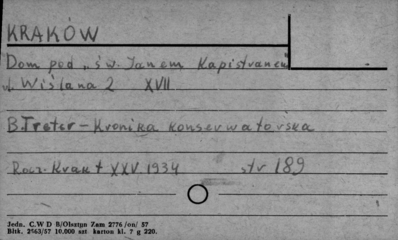 KRAKÓW
Dom pod „św. Janem Kapistranem"
ul. Wiślana 2 XVII
B. Treter – Kronika konserwatorska
Rocz. Krak. t XXV 1934 str 189
Jedn. C.W D B/Olsztyn Zam 2776/on/ 57
Błtk. 2563/57 10.000 szt karton kl. 7 g 220.